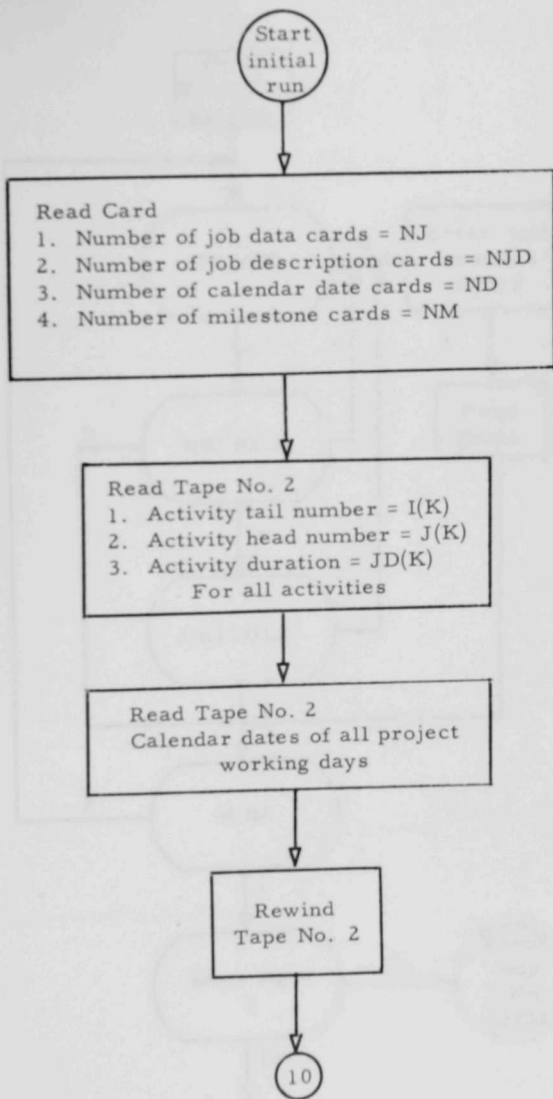 Start
initial
run
Read Card
1. Number of job data cards = NJ
2. Number of job description cards = NJD
3. Number of calendar date cards = ND
4. Number of milestone cards = NM
Read Tape No. 2
1. Activity tail number = I(K)
2. Activity head number = J(K)
3. Activity duration = JD(K)
For all activities
Read Tape No. 2
Calendar dates of all project
working days
Rewind
Tape No. 2
10